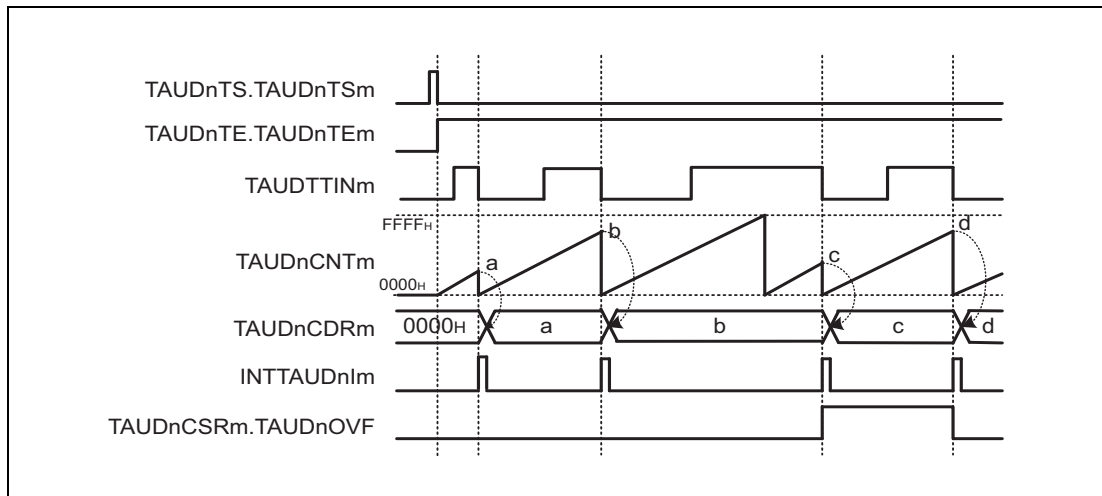 TAUDnTS.TAUDnTSm
TAUDnTE.TAUDnTEm
TAUDTTINm
FFFFH
TAUDnCNTm
0000H
a
b
c
d
TAUDnCDRm
0000H
a
b
c
d
INTTAUDnIm
TAUDnCSRm.TAUDnOVF